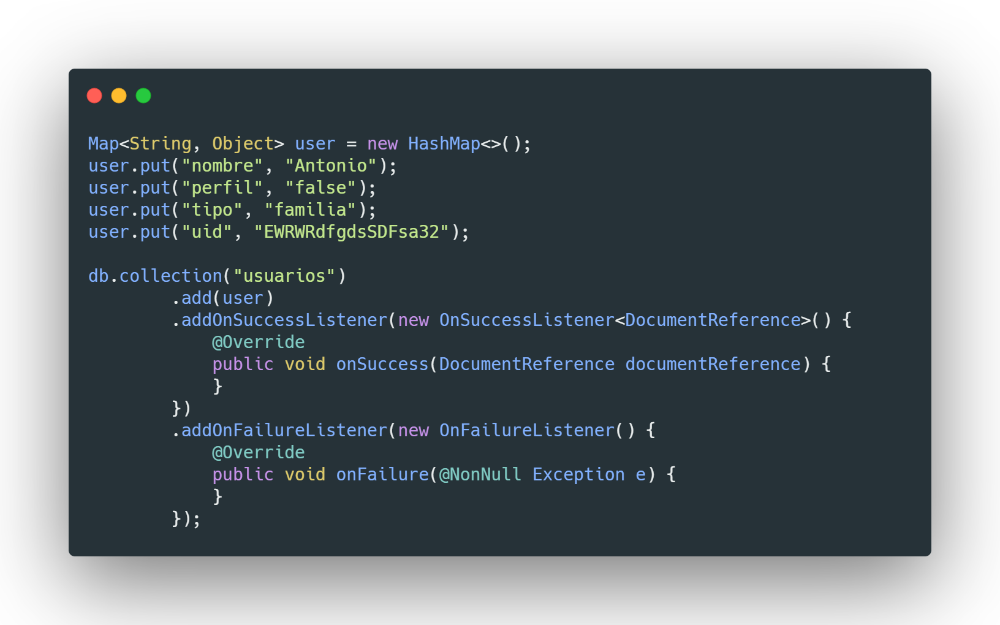 Map<String, Object> user = new HashMap<>();
user.put("nombre", "Antonio");
user.put("perfil", "false");
user.put("tipo", "familia");
user.put("uid", "EWRWRdfgdsSDFsa32");

db.collection("usuarios")
        .add(user)
        .addOnSuccessListener(new OnSuccessListener<DocumentReference>() {
            @Override
            public void onSuccess(DocumentReference documentReference) {
            }
        })
        .addOnFailureListener(new OnFailureListener() {
            @Override
            public void onFailure(@NonNull Exception e) {
            }
        });